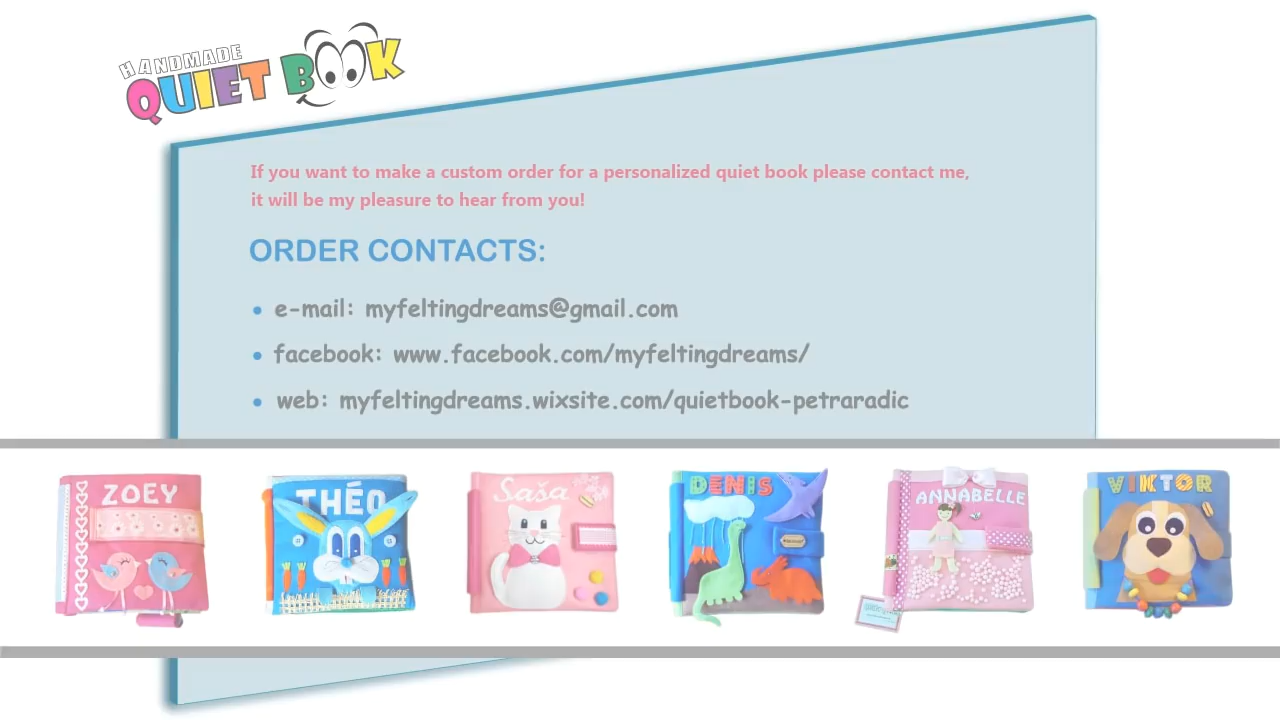 HANDMADE
QUIET BOOK
If you want to make a custom order for a personalized quiet book please contact me,
it will be my pleasure to hear from you!
ORDER CONTACTS:
• e-mail: myfeltingdreams@gmail.com
• facebook: www.facebook.com/myfeltingdreams/
• web: myfeltingdreams.wixsite.com/quietbook-petraradic
ZOEY
THÉO
Saša
DENIS
ANNABELLE
VIKTOR